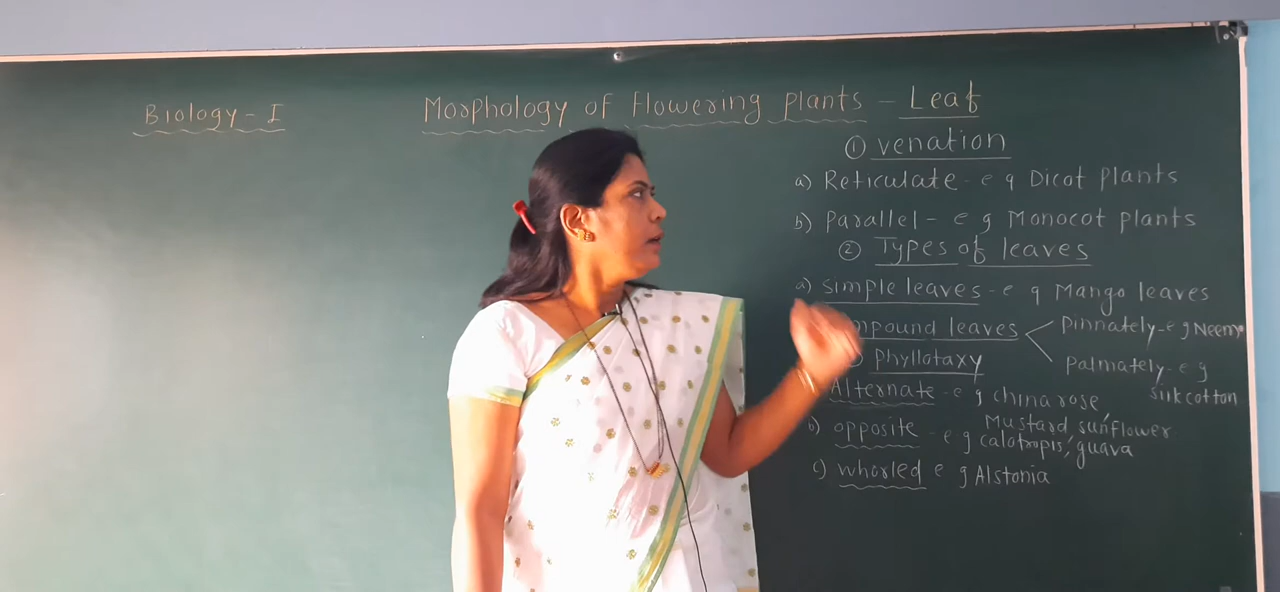 Biology - I
Morphology of flowering plants - Leaf
① venation
a) Reticulate - e g Dicot plants
b) Parallel - e g Monocot plants
② Types of leaves
a) simple leaves - e g Mango leaves
mpound leaves < Pinnately - e g Neem
Palmately - e g
silk cotton
) Phyllotaxy
Alternate - e g china rose
Mustard sunflower
b) opposite - e g calotropis, guava
c) whorled e g Alstonia